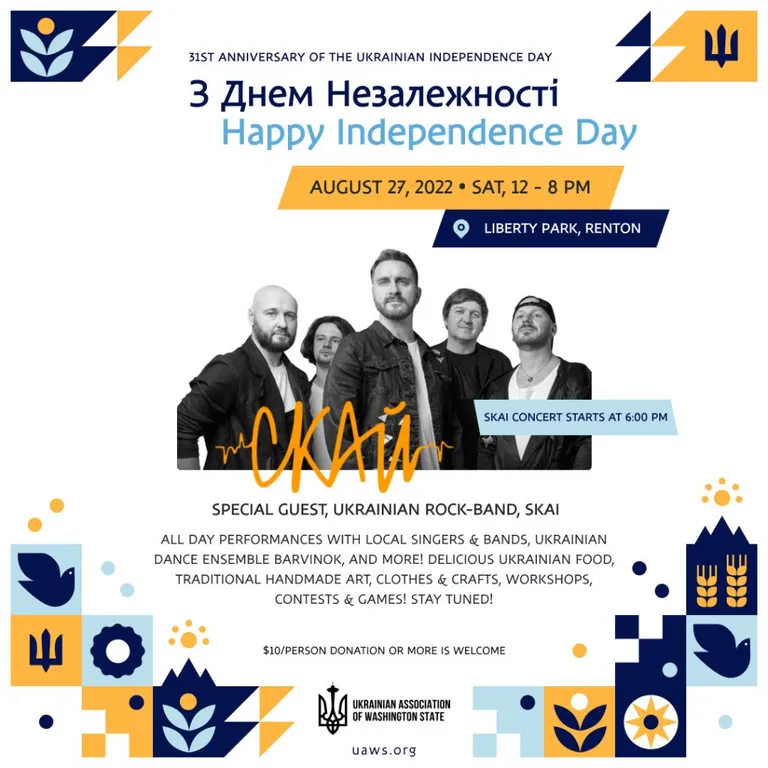 31ST ANNIVERSARY OF THE UKRAINIAN INDEPENDENCE DAY
З Днем Незалежності
Happy Independence Day
AUGUST 27, 2022 • SAT, 12 - 8 PM
LIBERTY PARK, RENTON
СКАЙ
SKAI CONCERT STARTS AT 6:00 PM
SPECIAL GUEST, UKRAINIAN ROCK-BAND, SKAI
ALL DAY PERFORMANCES WITH LOCAL SINGERS & BANDS, UKRAINIAN
DANCE ENSEMBLE BARVINOK, AND MORE! DELICIOUS UKRAINIAN FOOD,
TRADITIONAL HANDMADE ART, CLOTHES & CRAFTS, WORKSHOPS,
CONTESTS & GAMES! STAY TUNED!
$10/PERSON DONATION OR MORE IS WELCOME
UKRAINIAN ASSOCIATION
OF WASHINGTON STATE
uaws.org